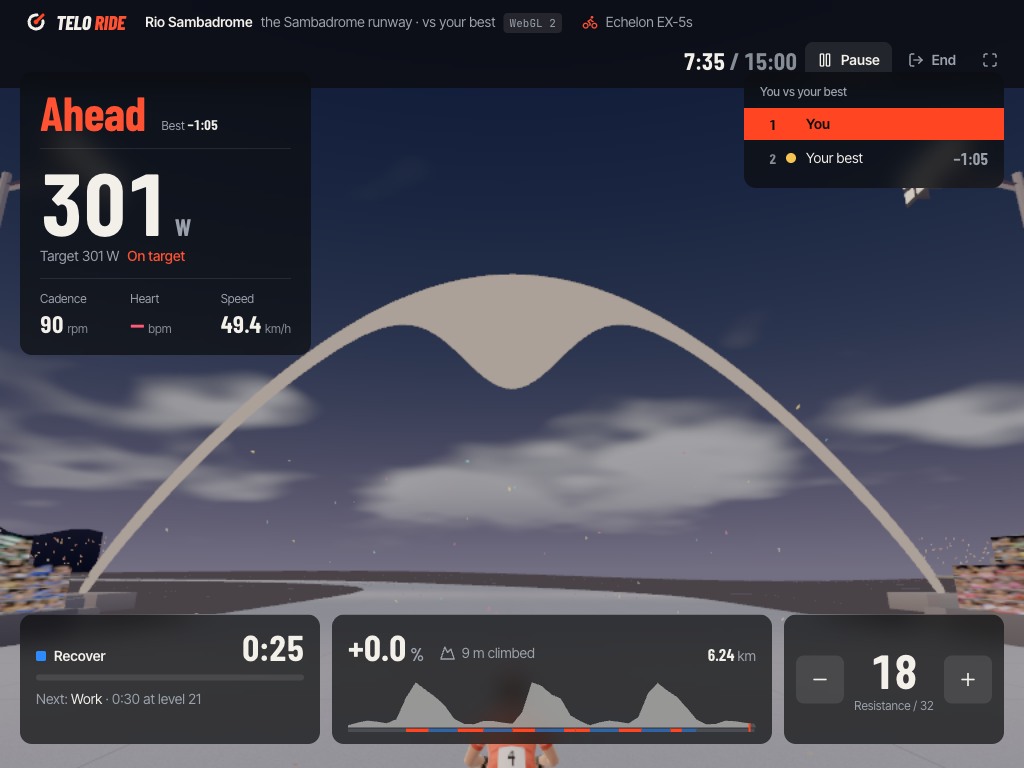 TELO RIDE Rio Sambadrome the Sambadrome runway · vs your best WebGL 2 Echelon EX-5s
7:35 / 15:00 Pause End
Ahead Best −1:05
301 W
Target 301 W On target
Cadence Heart Speed
90 rpm – bpm 49.4 km/h
You vs your best
1 You
2 Your best −1:05
Recover 0:25
Next: Work · 0:30 at level 21
+0.0 % 9 m climbed 6.24 km
− 18 +
Resistance / 32
4